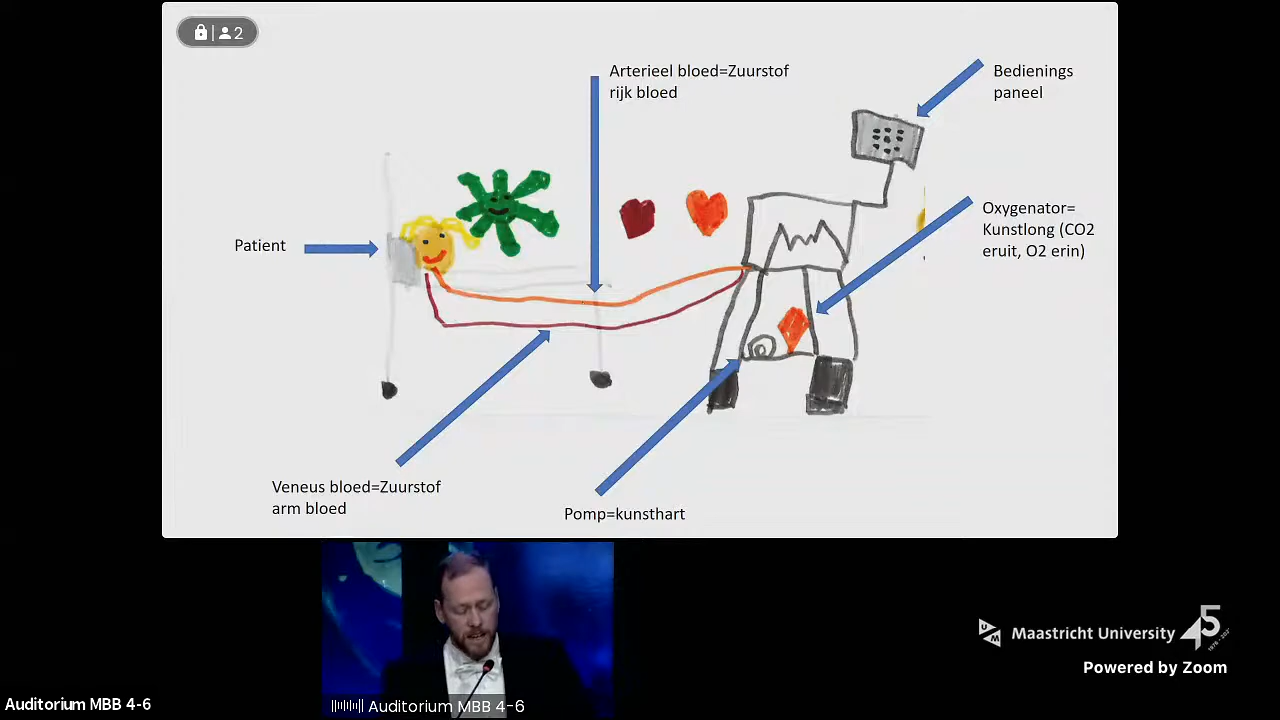 2
Arterieel bloed=Zuurstof
rijk bloed
Bedienings
paneel
Oxygenator=
Kunstlong (CO2
eruit, O2 erin)
Patient
Veneus bloed=Zuurstof
arm bloed
Pomp=kunsthart
Maastricht University
45
Powered by Zoom
Auditorium MBB 4-6
Auditorium MBB 4-6